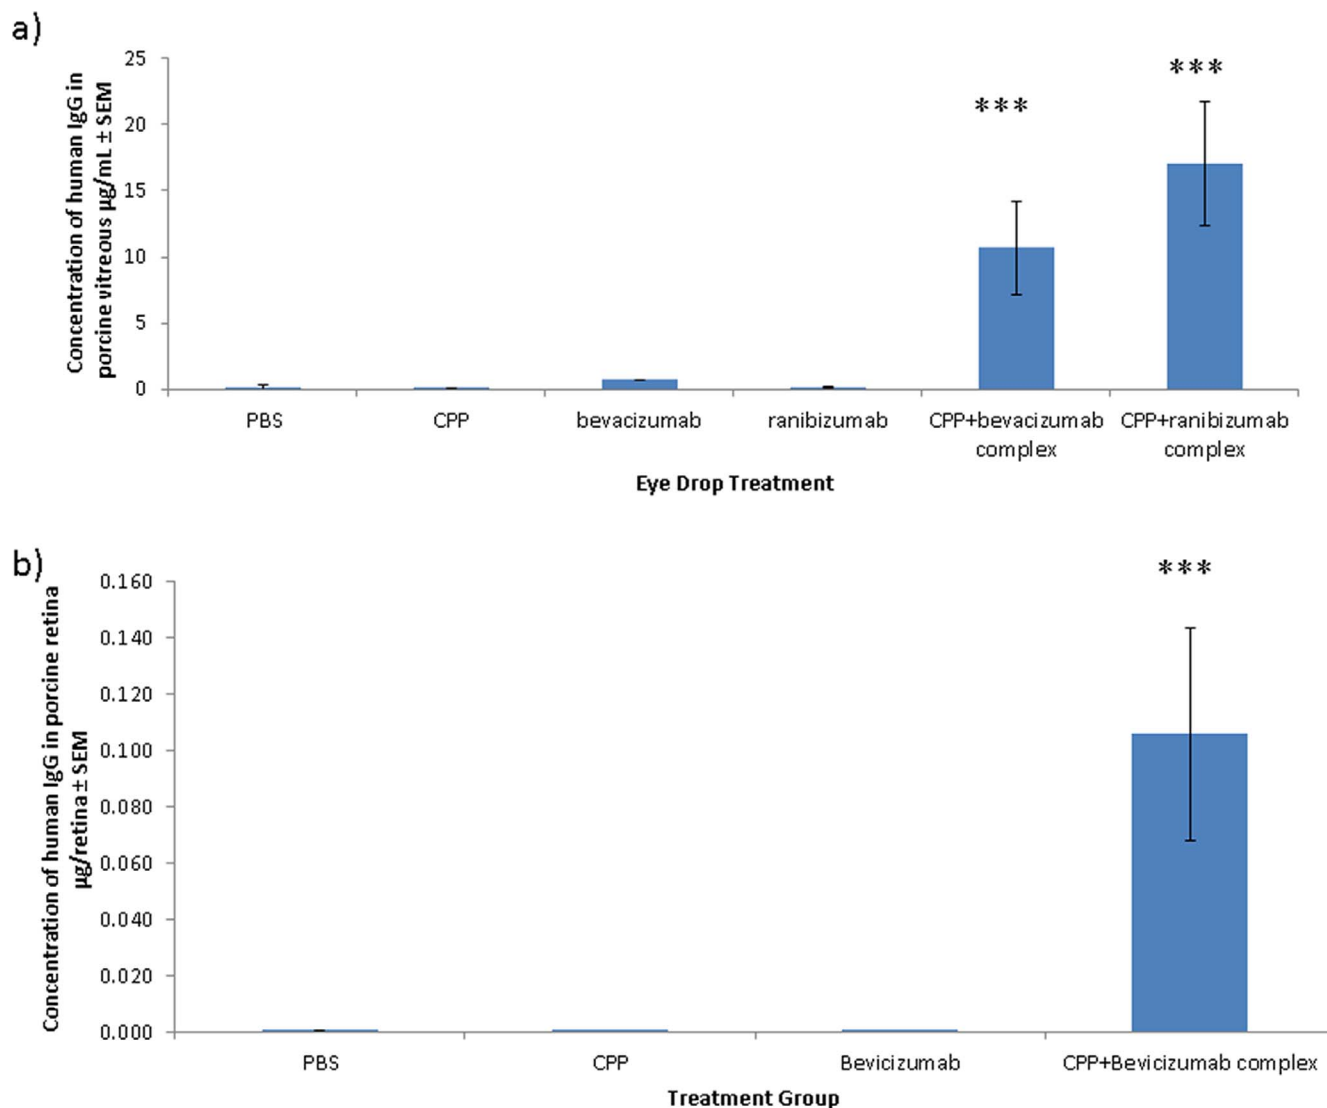 a)
Concentration of human IgG in
porcine vitreous µg/mL ± SEM
25
20
15
10
5
0
***
***
PBS
CPP
bevacizumab
ranibizumab
CPP+bevacizumab
complex
CPP+ranibizumab
complex
Eye Drop Treatment
b)
Concentration of human IgG in porcine retina
µg/retina ± SEM
0.160
0.140
0.120
0.100
0.080
0.060
0.040
0.020
0.000
***
PBS
CPP
Bevicizumab
CPP+Bevicizumab complex
Treatment Group